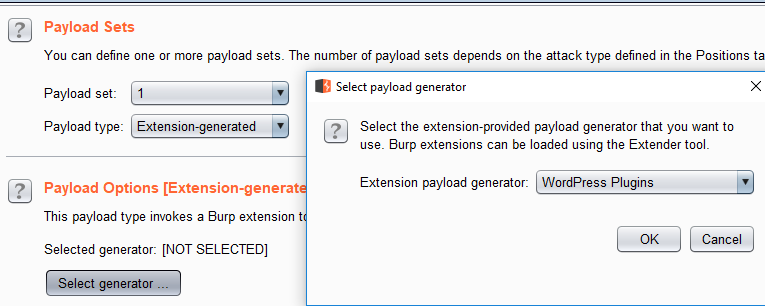 Payload Sets
You can define one or more payload sets. The number of payload sets depends on the attack type defined in the Positions ta
Payload set: 1
Payload type: Extension-generated
Payload Options [Extension-generate
This payload type invokes a Burp extension to
Selected generator: [NOT SELECTED]
Select generator ...
Select payload generator
Select the extension-provided payload generator that you want to
use. Burp extensions can be loaded using the Extender tool.
Extension payload generator: WordPress Plugins
OK Cancel